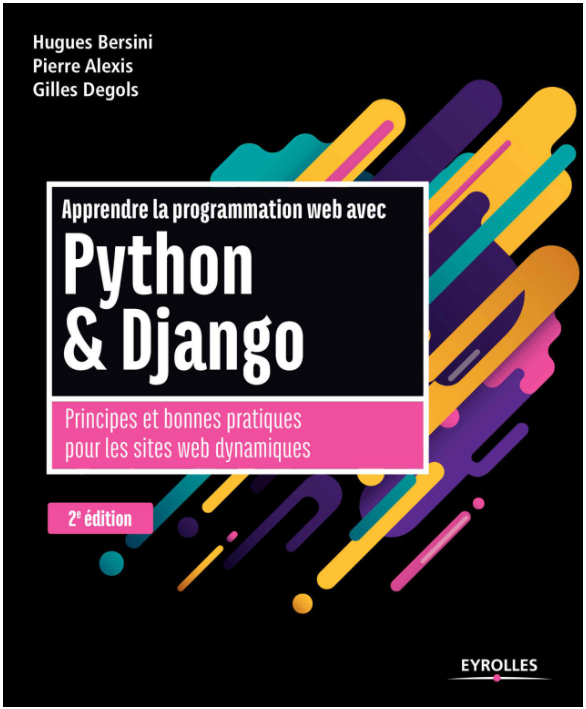 Hugues Bersini
Pierre Alexis
Gilles Degols
Apprendre la programmation web avec
Python
& Django
Principes et bonnes pratiques
pour les sites web dynamiques
2e édition
EYROLLES